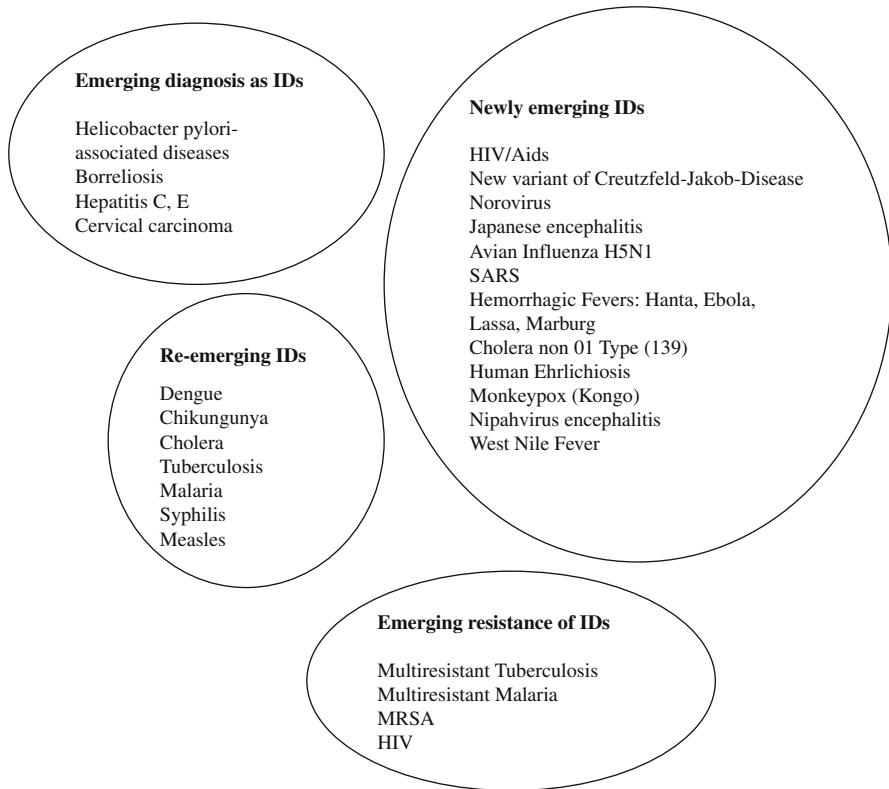 Emerging diagnosis as IDs
Helicobacter pylori-
associated diseases
Borreliosis
Hepatitis C, E
Cervical carcinoma
Newly emerging IDs
HIV/Aids
New variant of Creutzfeld-Jakob-Disease
Norovirus
Japanese encephalitis
Avian Influenza H5N1
SARS
Hemorrhagic Fevers: Hanta, Ebola,
Lassa, Marburg
Cholera non 01 Type (139)
Human Ehrlichiosis
Monkeypox (Kongo)
Nipahvirus encephalitis
West Nile Fever
Re-emerging IDs
Dengue
Chikungunya
Cholera
Tuberculosis
Malaria
Syphilis
Measles
Emerging resistance of IDs
Multiresistant Tuberculosis
Multiresistant Malaria
MRSA
HIV